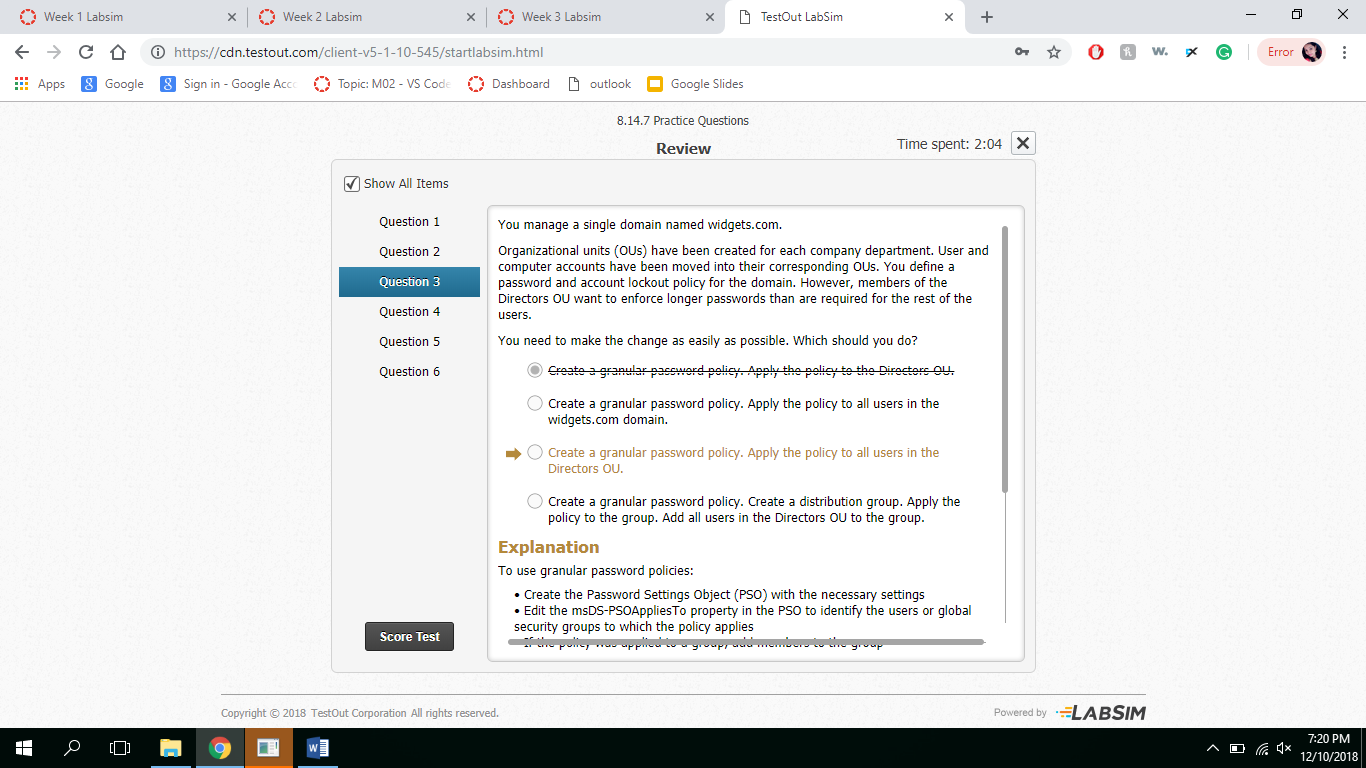 Week 1 Labsim
Week 2 Labsim
Week 3 Labsim
TestOut LabSim
https://cdn.testout.com/client-v5-1-10-545/startlabsim.html
Error
Apps
Google
Sign in - Google Acco
Topic: M02 - VS Code
Dashboard
outlook
Google Slides
8.14.7 Practice Questions
Review
Time spent: 2:04
Show All Items
Question 1
Question 2
Question 3
Question 4
Question 5
Question 6
Score Test
You manage a single domain named widgets.com.
Organizational units (OUs) have been created for each company department. User and
computer accounts have been moved into their corresponding OUs. You define a
password and account lockout policy for the domain. However, members of the
Directors OU want to enforce longer passwords than are required for the rest of the
users.
You need to make the change as easily as possible. Which should you do?
Create a granular password policy. Apply the policy to the Directors OU.
Create a granular password policy. Apply the policy to all users in the
widgets.com domain.
Create a granular password policy. Apply the policy to all users in the
Directors OU.
Create a granular password policy. Create a distribution group. Apply the
policy to the group. Add all users in the Directors OU to the group.
Explanation
To use granular password policies:
• Create the Password Settings Object (PSO) with the necessary settings
• Edit the msDS-PSOAppliesTo property in the PSO to identify the users or global
security groups to which the policy applies
If the policy was applied to a group, add members to the group
Copyright © 2018 TestOut Corporation All rights reserved.
Powered by LABSIM
7:20 PM
12/10/2018